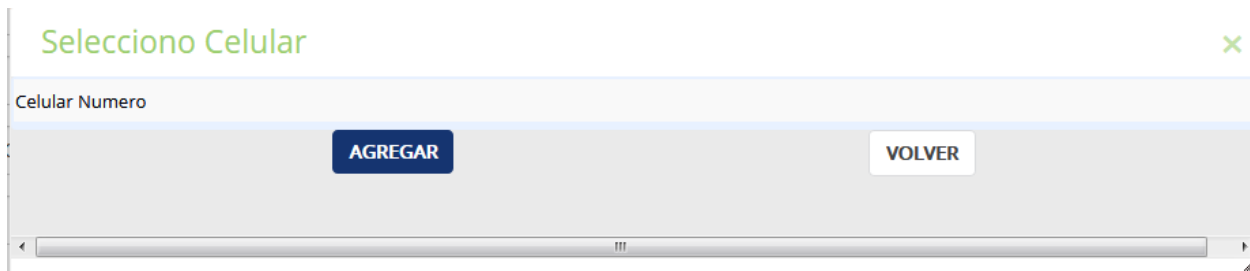 Selecciono Celular
×
Celular Numero
AGREGAR
VOLVER